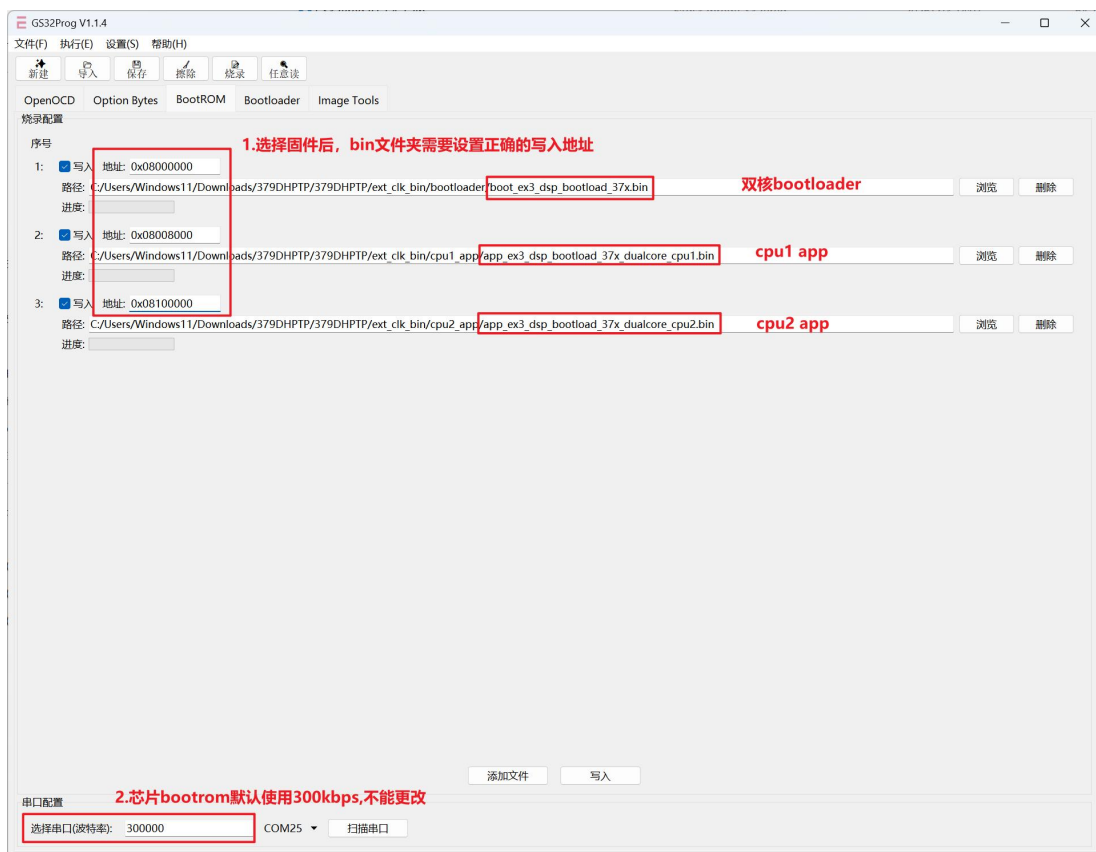 GS32Prog V1.1.4
文件(F) 执行(E) 设置(S) 帮助(H)
新建 导入 保存 擦除 烧录 任意读
OpenOCD Option Bytes BootROM Bootloader Image Tools
烧录配置
1.选择固件后，bin文件夹需要设置正确的写入地址
序号
1: 写入 地址: 0x08000000
路径: C:/Users/Windows11/Downloads/379DHPTP/379DHPTP/ext_clk_bin/bootloader/boot_ex3_dsp_bootload_37x.bin 双核bootloader 浏览 删除
进度:
2: 写入 地址: 0x08008000
路径: C:/Users/Windows11/Downloads/379DHPTP/379DHPTP/ext_clk_bin/cpu1_app/app_ex3_dsp_bootload_37x_dualcore_cpu1.bin cpu1 app 浏览 删除
进度:
3: 写入 地址: 0x08100000
路径: C:/Users/Windows11/Downloads/379DHPTP/379DHPTP/ext_clk_bin/cpu2_app/app_ex3_dsp_bootload_37x_dualcore_cpu2.bin cpu2 app 浏览 删除
进度:
添加文件 写入
串口配置 2.芯片bootrom默认使用300kbps,不能更改
选择串口(波特率): 300000 COM25 扫描串口